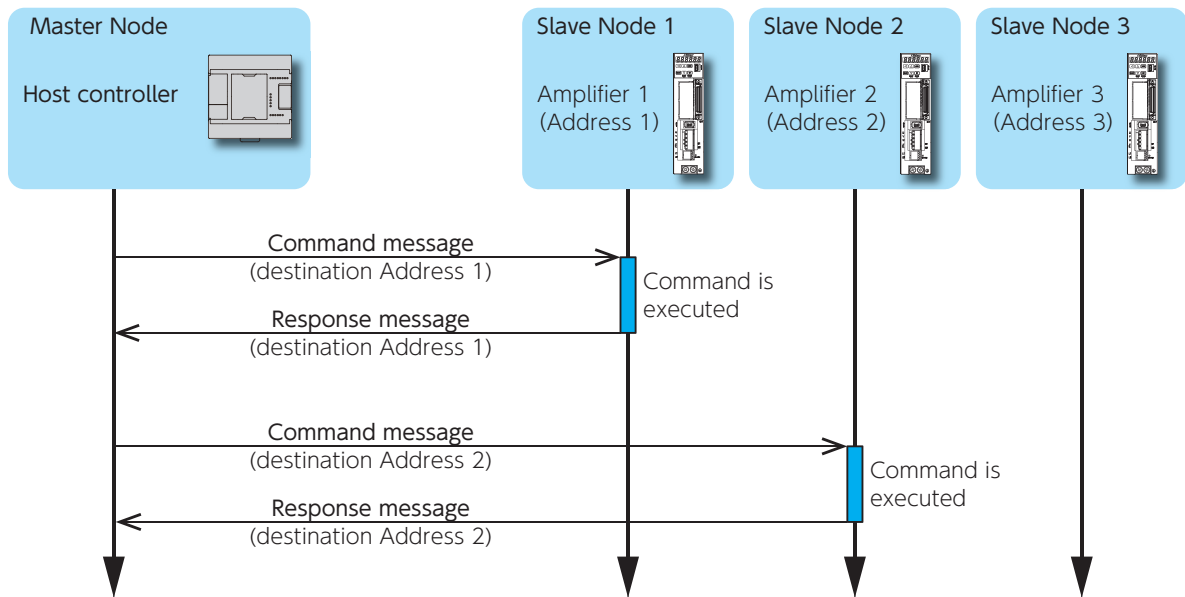 Master Node
Host controller
Slave Node 1
Amplifier 1
(Address 1)
Slave Node 2
Amplifier 2
(Address 2)
Slave Node 3
Amplifier 3
(Address 3)
Command message
(destination Address 1)
Command is
executed
Response message
(destination Address 1)
Command message
(destination Address 2)
Command is
executed
Response message
(destination Address 2)